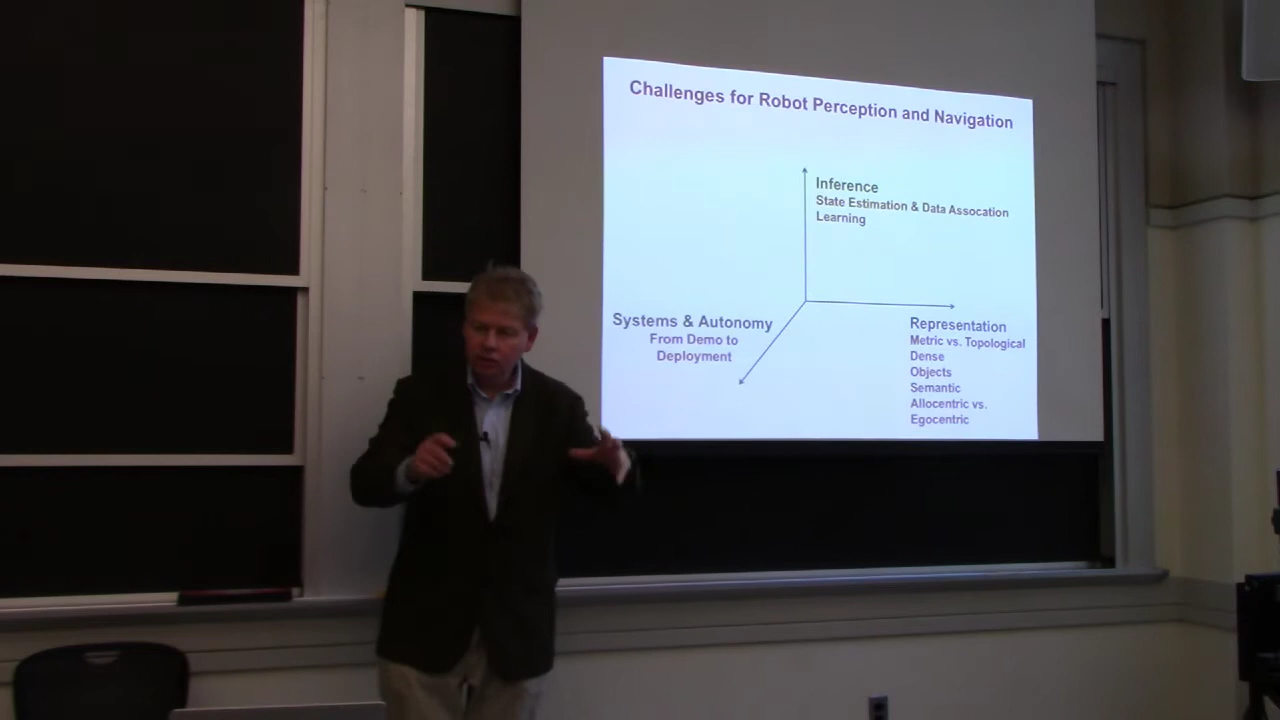 Challenges for Robot Perception and Navigation
Inference
State Estimation & Data Assocation
Learning
Systems & Autonomy
From Demo to
Deployment
Representation
Metric vs. Topological
Dense
Objects
Semantic
Allocentric vs.
Egocentric